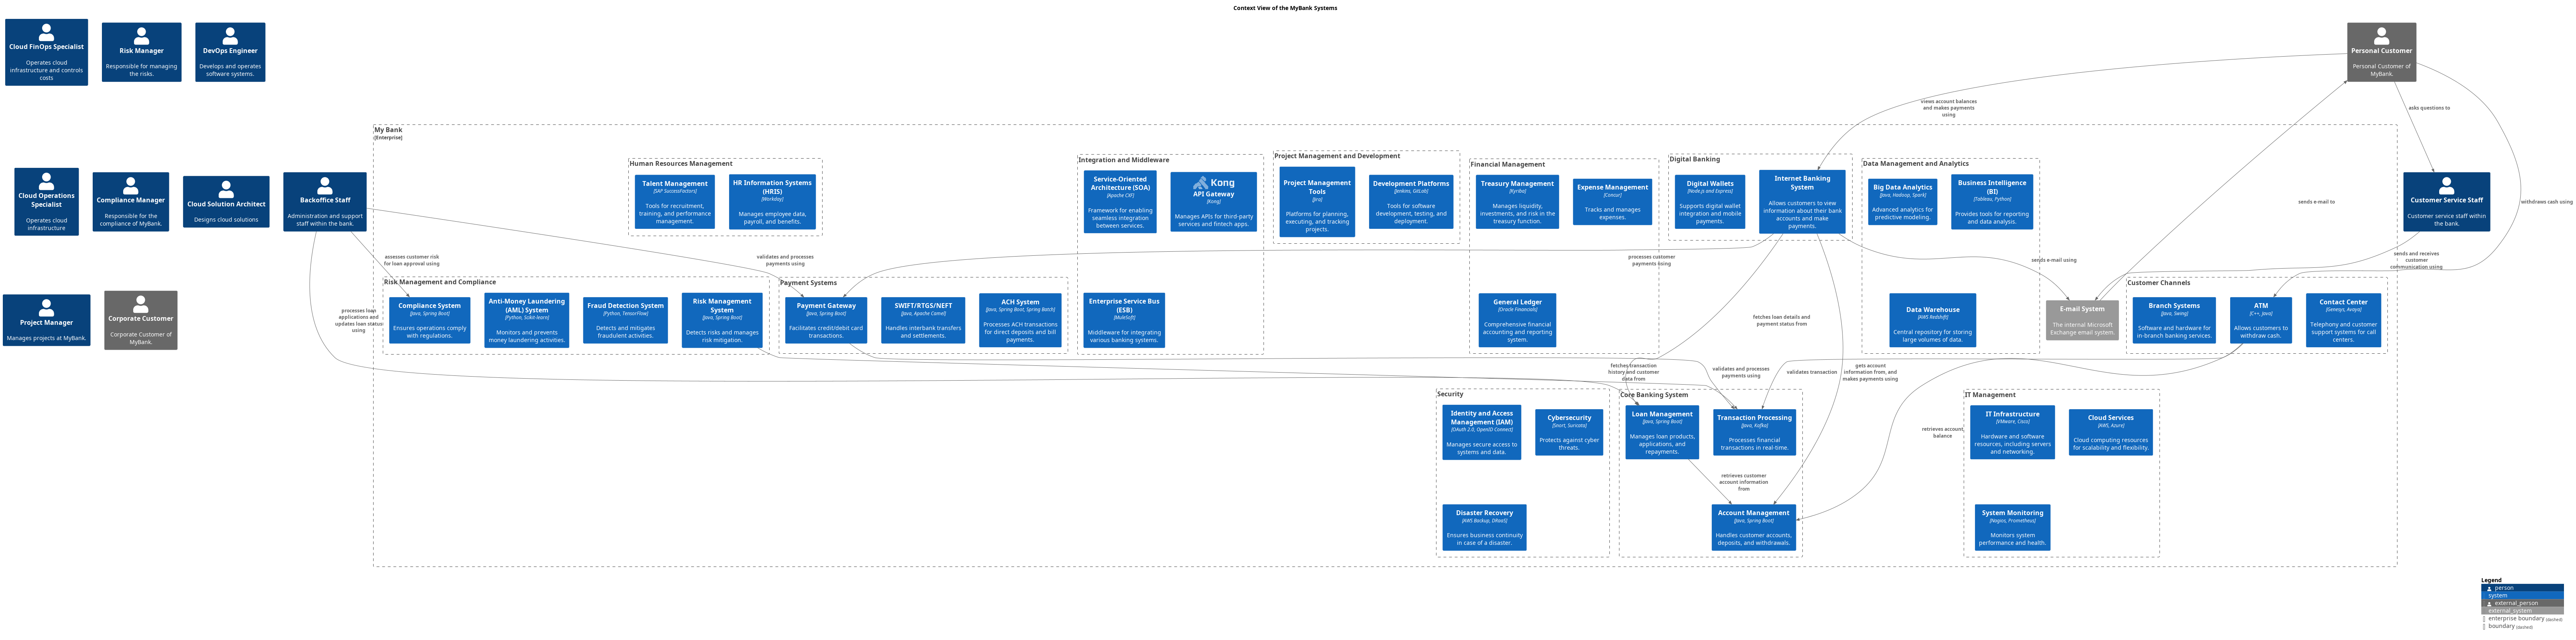 Context View of the MyBank Systems
Cloud FinOps Specialist
Operates cloud
infrastructure and controls
costs
Risk Manager
Responsible for managing
the risks.
DevOps Engineer
Develops and operates
software systems.
Personal Customer
Personal Customer of
MyBank.
views account balances
and makes payments
using
asks questions to
My Bank
[Enterprise]
Cloud Operations
Specialist
Operates cloud
infrastructure
Compliance Manager
Responsible for the
compliance of MyBank.
Cloud Solution Architect
Designs cloud solutions
Backoffice Staff
Administration and support
staff within the bank.
Human Resources Management
Talent Management
[SAP SuccessFactors]
Tools for recruitment,
training, and performance
management.
HR Information Systems
(HRIS)
[Workday]
Manages employee data,
payroll, and benefits.
Integration and Middleware
Service-Oriented
Architecture (SOA)
[Apache CXF]
Framework for enabling
seamless integration
between services.
Kong
API Gateway
[Kong]
Manages APIs for third-party
services and fintech apps.
Enterprise Service Bus
(ESB)
[MuleSoft]
Middleware for integrating
various banking systems.
Project Management and Development
Project Management
Tools
[Jira]
Platforms for planning,
executing, and tracking
projects.
Development Platforms
[Jenkins, GitLab]
Tools for software
development, testing, and
deployment.
Financial Management
Treasury Management
[Kyriba]
Manages liquidity,
investments, and risk in the
treasury function.
Expense Management
[Concur]
Tracks and manages
expenses.
General Ledger
[Oracle Financials]
Comprehensive financial
accounting and reporting
system.
Digital Banking
Digital Wallets
[Node.js and Express]
Supports digital wallet
integration and mobile
payments.
Internet Banking
System
Allows customers to view
information about their bank
accounts and make
payments.
Data Management and Analytics
Big Data Analytics
[Java, Hadoop, Spark]
Advanced analytics for
predictive modeling.
Business Intelligence
(BI)
[Tableau, Python]
Provides tools for reporting
and data analysis.
Data Warehouse
[AWS Redshift]
Central repository for storing
large volumes of data.
sends e-mail to
Customer Service Staff
Customer service staff within
the bank.
withdraws cash using
assesses customer risk
for loan approval using
validates and processes
payments using
processes customer
payments using
sends e-mail using
sends and receives
customer
communication using
Project Manager
Manages projects at MyBank.
Corporate Customer
Corporate Customer of
MyBank.
processes loan
applications and
updates loan status
using
Risk Management and Compliance
Compliance System
[Java, Spring Boot]
Ensures operations comply
with regulations.
Anti-Money Laundering
(AML) System
[Python, Scikit-learn]
Monitors and prevents
money laundering activities.
Fraud Detection System
[Python, TensorFlow]
Detects and mitigates
fraudulent activities.
Risk Management
System
[Java, Spring Boot]
Detects risks and manages
risk mitigation.
Payment Systems
Payment Gateway
[Java, Spring Boot]
Facilitates credit/debit card
transactions.
SWIFT/RTGS/NEFT
[Java, Apache Camel]
Handles interbank transfers
and settlements.
ACH System
[Java, Spring Boot, Spring Batch]
Processes ACH transactions
for direct deposits and bill
payments.
E-mail System
The internal Microsoft
Exchange email system.
Customer Channels
Branch Systems
[Java, Swing]
Software and hardware for
in-branch banking services.
ATM
[C++, Java]
Allows customers to
withdraw cash.
Contact Center
[Genesys, Avaya]
Telephony and customer
support systems for call
centers.
fetches loan details and
payment status from
fetches transaction
history and customer
data from
validates and processes
payments using
validates transaction
gets account
information from, and
makes payments using
Security
Identity and Access
Management (IAM)
[OAuth 2.0, OpenID Connect]
Manages secure access to
systems and data.
Cybersecurity
[Snort, Suricata]
Protects against cyber
threats.
Disaster Recovery
[AWS Backup, DRaaS]
Ensures business continuity
in case of a disaster.
Core Banking System
Loan Management
[Java, Spring Boot]
Manages loan products,
applications, and
repayments.
Transaction Processing
[Java, Kafka]
Processes financial
transactions in real-time.
retrieves customer
account information
from
Account Management
[Java, Spring Boot]
Handles customer accounts,
deposits, and withdrawals.
retrieves account
balance
IT Management
IT Infrastructure
[VMware, Cisco]
Hardware and software
resources, including servers
and networking.
Cloud Services
[AWS, Azure]
Cloud computing resources
for scalability and flexibility.
System Monitoring
[Nagios, Prometheus]
Monitors system
performance and health.
Legend
person
system
external_person
external_system
enterprise boundary (dashed)
boundary (dashed)